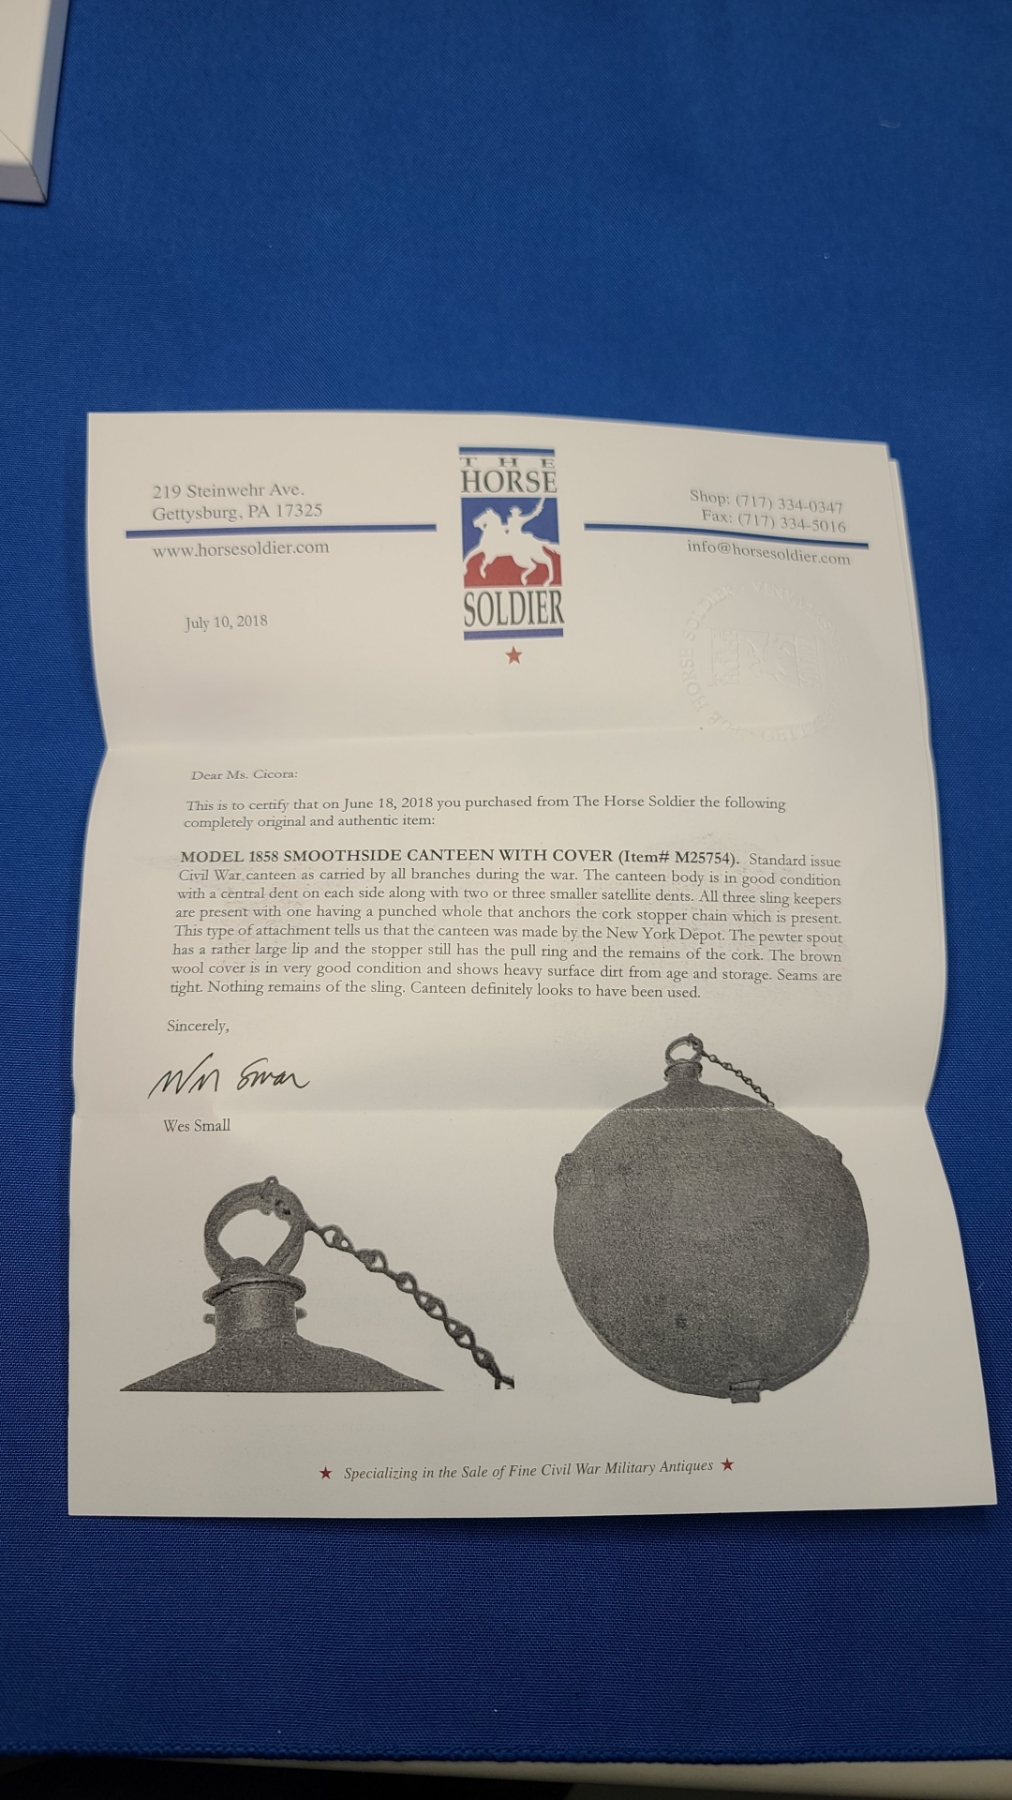 219 Steinwehr Ave.
Gettysburg, PA 17325
www.horsesoldier.com
THE
HORSE
SOLDIER
Shop: (717) 334-0347
Fax: (717) 334-5016
info@horsesoldier.com
July 10, 2018
HORSE SOLDIER
Dear Ms. Cicora:
This is to certify that on June 18, 2018 you purchased from The Horse Soldier the following
completely original and authentic item:
MODEL 1858 SMOOTHSIDE CANTEEN WITH COVER (Item# M25754). Standard issue
Civil War canteen as carried by all branches during the war. The canteen body is in good condition
with a central dent on each side along with two or three smaller satellite dents. All three sling keepers
are present with one having a punched whole that anchors the cork stopper chain which is present.
This type of attachment tells us that the canteen was made by the New York Depot. The pewter spout
has a rather large lip and the stopper still has the pull ring and the remains of the cork. The brown
wool cover is in very good condition and shows heavy surface dirt from age and storage. Seams are
tight. Nothing remains of the sling. Canteen definitely looks to have been used.
Sincerely,
Wes Small
Specializing in the Sale of Fine Civil War Military Antiques